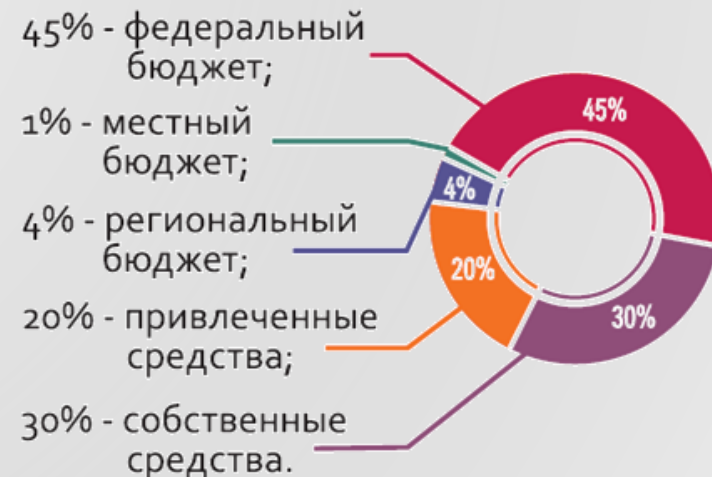 45% - федеральный
бюджет;
1% - местный
бюджет;
4% - региональный
бюджет;
20% - привлеченные
средства;
30% - собственные
средства.
45%
4%
20%
30%